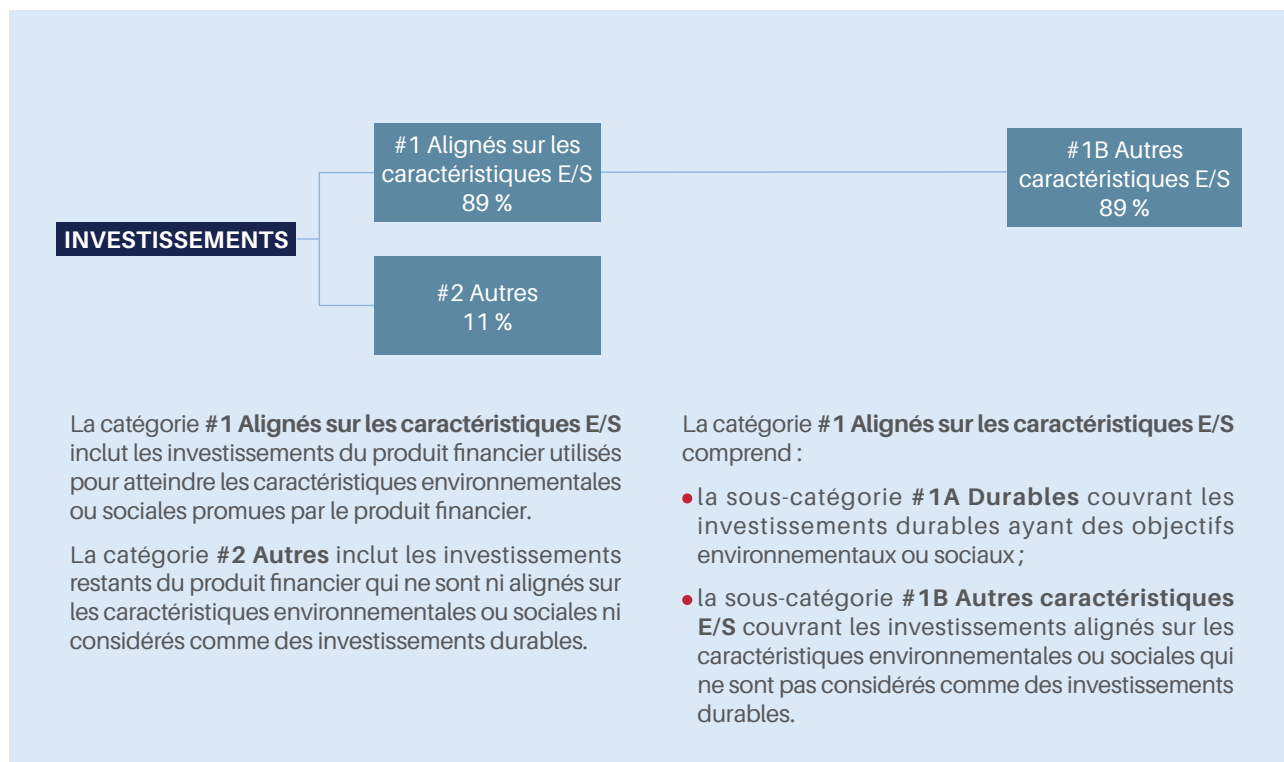 #1 Alignés sur les
caractéristiques E/S
89 %
#1B Autres
caractéristiques E/S
89 %
INVESTISSEMENTS
#2 Autres
11 %
La catégorie #1 Alignés sur les caractéristiques E/S
inclut les investissements du produit financier utilisés
pour atteindre les caractéristiques environnementales
ou sociales promues par le produit financier.
La catégorie #2 Autres inclut les investissements
restants du produit financier qui ne sont ni alignés sur
les caractéristiques environnementales ou sociales ni
considérés comme des investissements durables.
La catégorie #1 Alignés sur les caractéristiques E/S
comprend :
• la sous-catégorie #1A Durables couvrant les
investissements durables ayant des objectifs
environnementaux ou sociaux ;
• la sous-catégorie #1B Autres caractéristiques
E/S couvrant les investissements alignés sur les
caractéristiques environnementales ou sociales qui
ne sont pas considérés comme des investissements
durables.